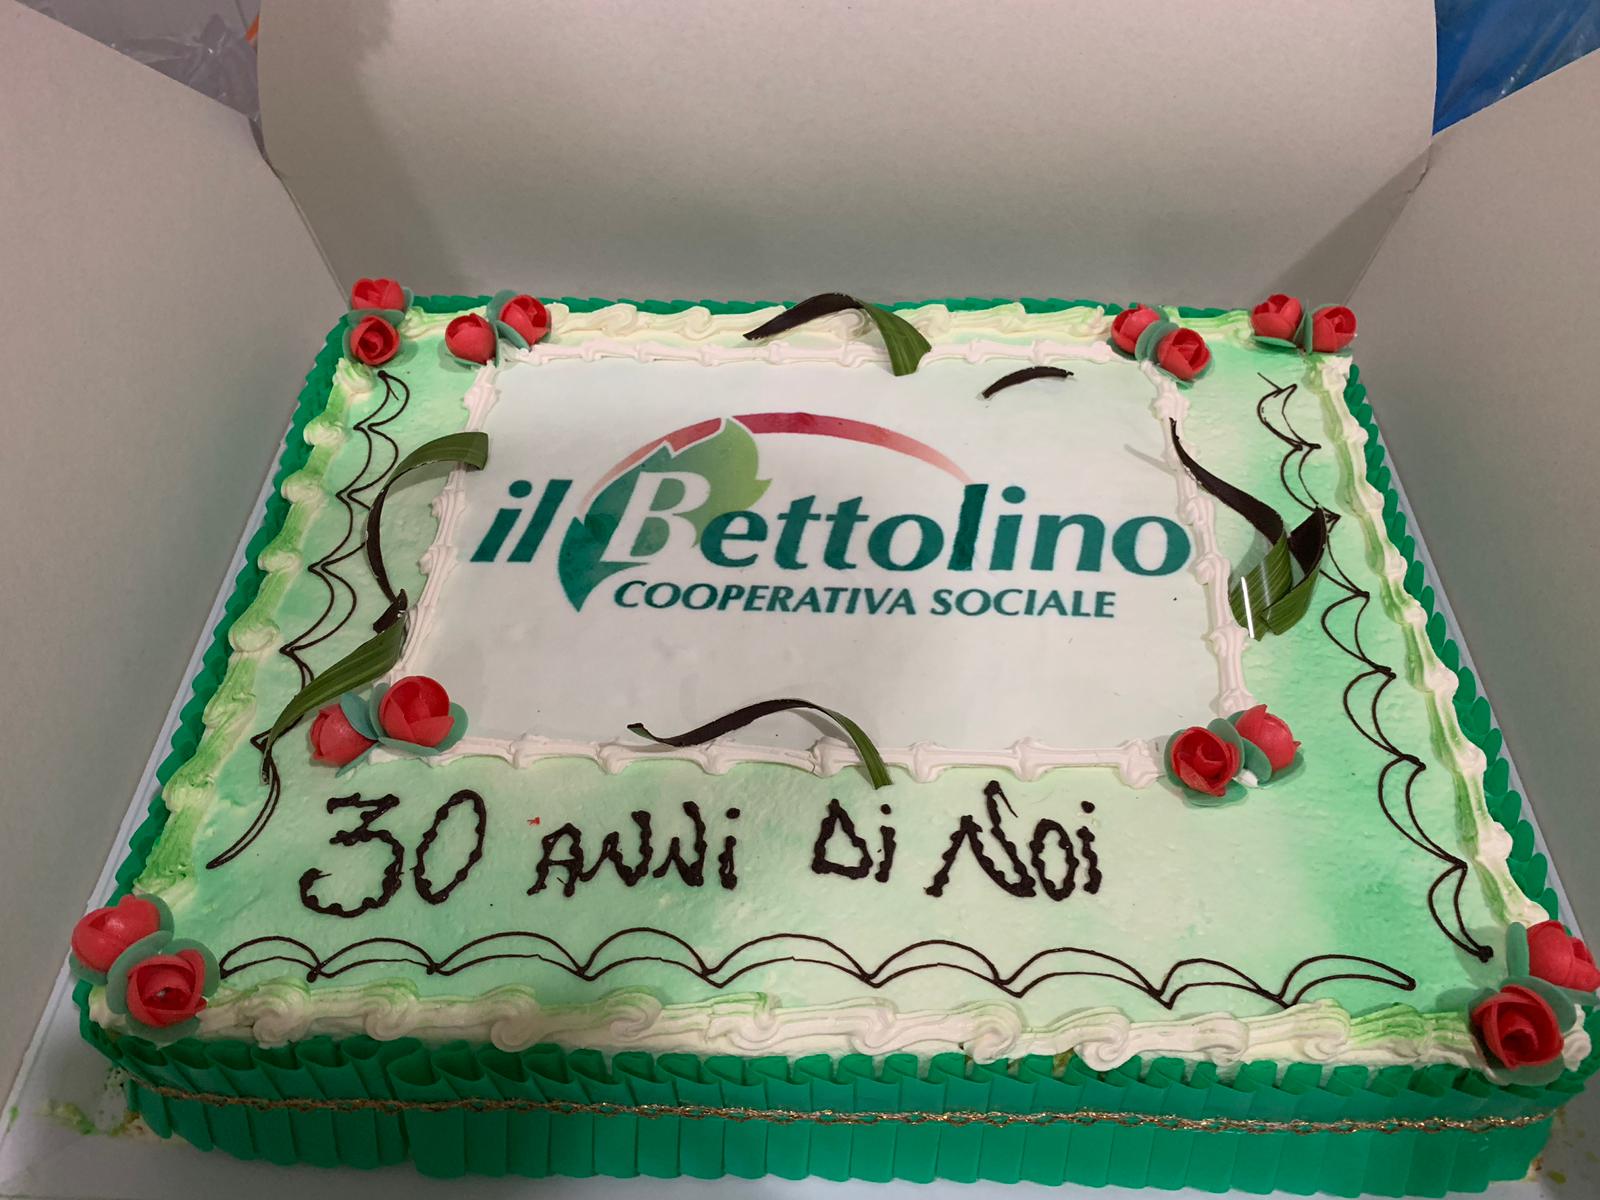 il Bettolino
COOPERATIVA SOCIALE
30 ANNi Di Noi